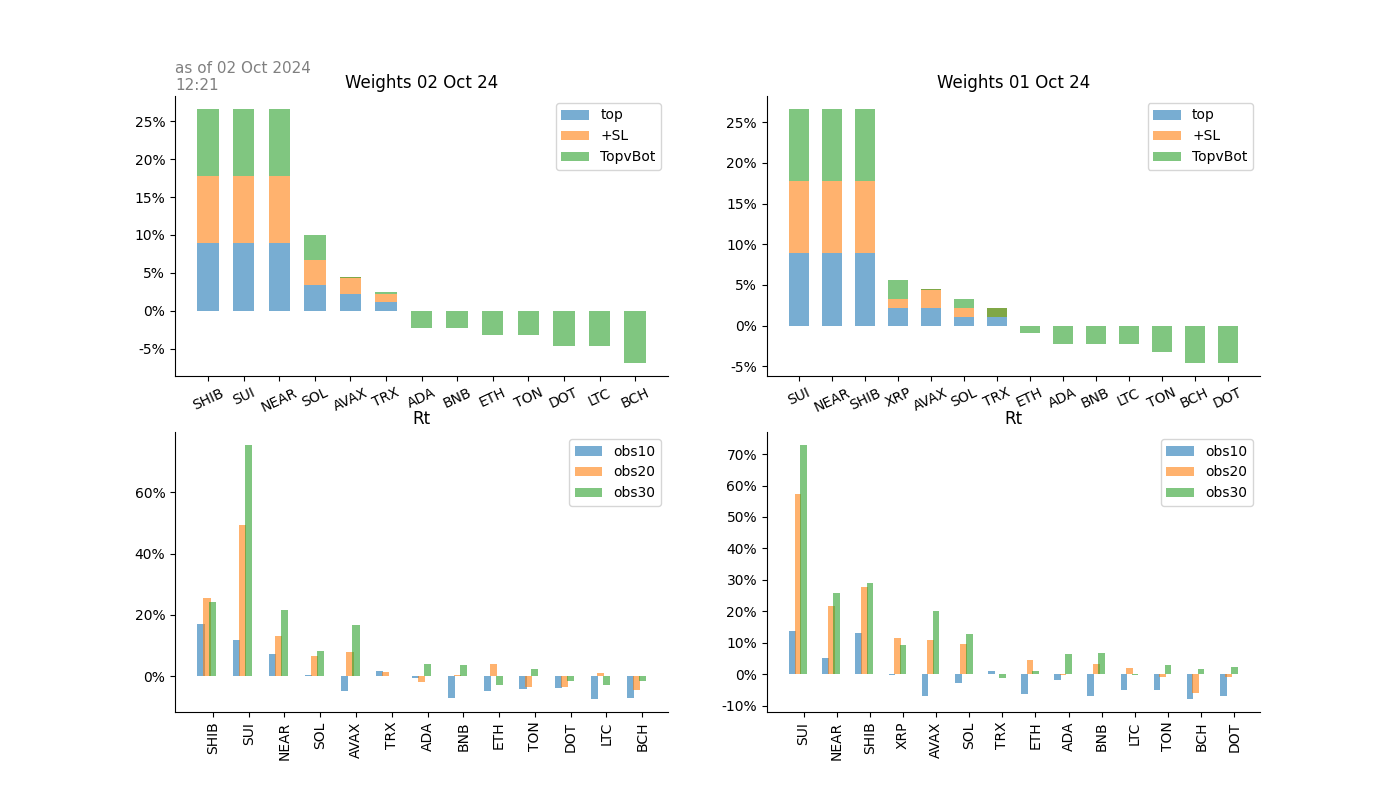 as of 02 Oct 2024
12:21
Weights 02 Oct 24
25%
20%
15%
10%
5%
0%
-5%
top
+SL
TopvBot
SHIB SUI NEAR SOL AVAX TRX ADA BNB ETH TON DOT LTC BCH
Weights 01 Oct 24
25%
20%
15%
10%
5%
0%
-5%
top
+SL
TopvBot
SUI NEAR SHIB XRP AVAX SOL TRX ETH ADA BNB LTC TON BCH DOT
Rt
60%
40%
20%
0%
obs10
obs20
obs30
SHIB SUI NEAR SOL AVAX TRX ADA BNB ETH TON DOT LTC BCH
Rt
70%
60%
50%
40%
30%
20%
10%
0%
-10%
obs10
obs20
obs30
SUI NEAR SHIB XRP AVAX SOL TRX ETH ADA BNB LTC TON BCH DOT